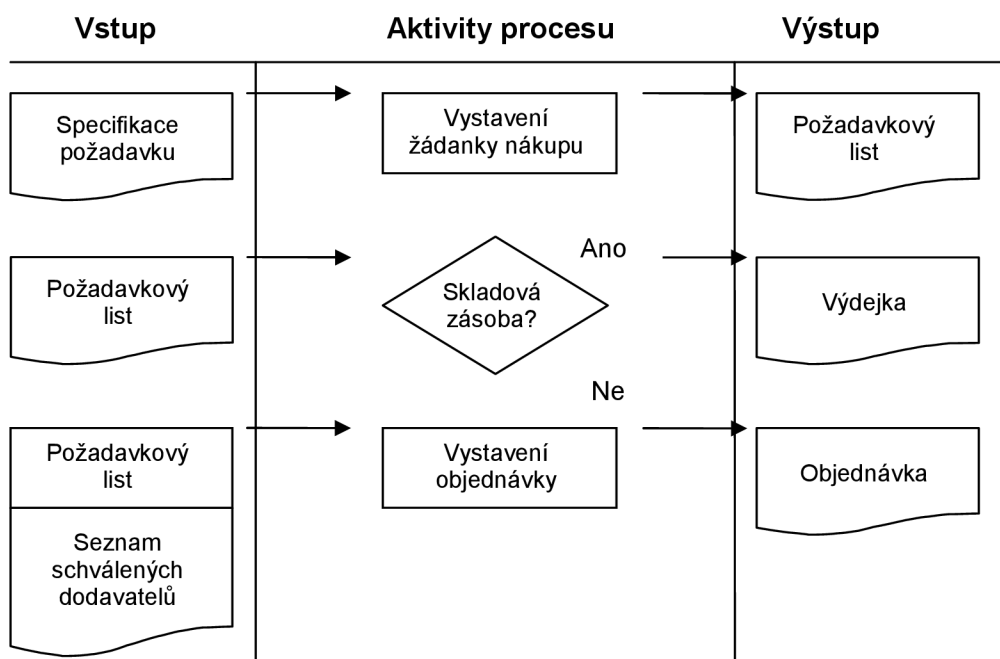 Vstup
Aktivity procesu
Výstup
Specifikace
požadavku
Vystavení
žádanky nákupu
Požadavkový
list
Požadavkový
list
Skladová
zásoba?
Ano
Výdejka
Ne
Požadavkový
list
Seznam
schválených
dodavatelů
Vystavení
objednávky
Objednávka